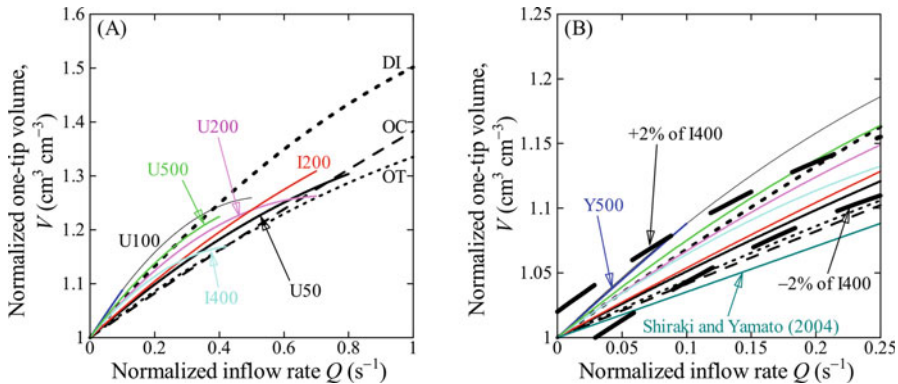 (A)
Normalized one-tip volume,
V (cm³ cm⁻³)
1.6
1.5
1.4
1.3
1.2
1.1
1
0
0.2
0.4
0.6
0.8
1
Normalized inflow rate Q (s⁻¹)
DI
OC
OT
U200
U500
I200
U100
I400
U50
(B)
Normalized one-tip volume,
V (cm³ cm⁻³)
1.25
1.2
1.15
1.1
1.05
1
0
0.05
0.1
0.15
0.2
0.25
Normalized inflow rate Q (s⁻¹)
+2% of I400
Y500
−2% of I400
Shiraki and Yamato (2004)